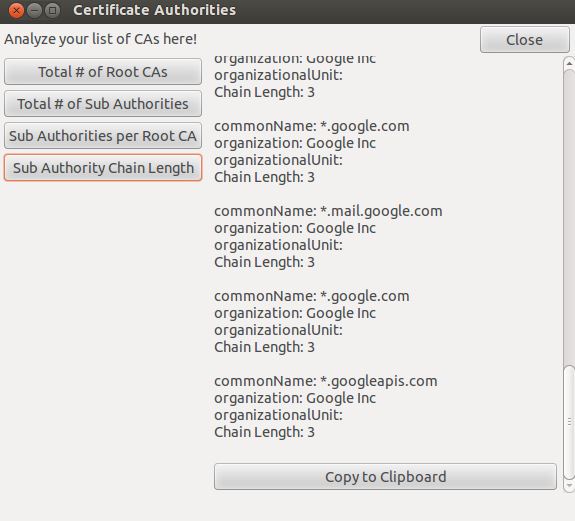 Certificate Authorities
Analyze your list of CAs here!
Close
Total # of Root CAs
Total # of Sub Authorities
Sub Authorities per Root CA
Sub Authority Chain Length
organization: Google Inc
organizationalUnit:
Chain Length: 3
commonName: *.google.com
organization: Google Inc
organizationalUnit:
Chain Length: 3
commonName: *.mail.google.com
organization: Google Inc
organizationalUnit:
Chain Length: 3
commonName: *.google.com
organization: Google Inc
organizationalUnit:
Chain Length: 3
commonName: *.googleapis.com
organization: Google Inc
organizationalUnit:
Chain Length: 3
Copy to Clipboard